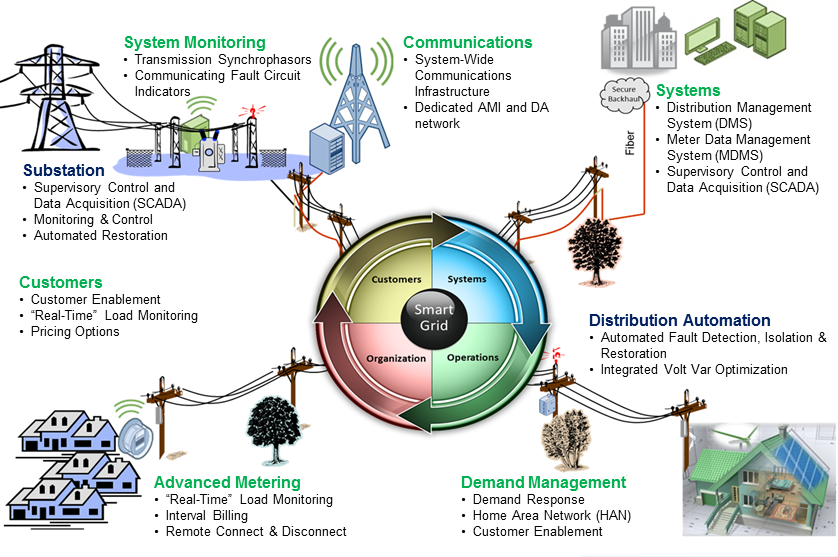 System Monitoring
• Transmission Synchrophasors
• Communicating Fault Circuit
Indicators
Communications
• System-Wide
Communications
Infrastructure
• Dedicated AMI and DA
network
Secure
Backhaul
Fiber
Systems
• Distribution Management
System (DMS)
• Meter Data Management
System (MDMS)
• Supervisory Control and
Data Acquisition (SCADA)
Substation
• Supervisory Control and
Data Acquisition (SCADA)
• Monitoring & Control
• Automated Restoration
Customers
• Customer Enablement
• “Real-Time” Load Monitoring
• Pricing Options
Customers
Systems
Smart
Grid
Organization
Operations
Distribution Automation
• Automated Fault Detection, Isolation &
Restoration
• Integrated Volt Var Optimization
Advanced Metering
• “Real-Time” Load Monitoring
• Interval Billing
• Remote Connect & Disconnect
Demand Management
• Demand Response
• Home Area Network (HAN)
• Customer Enablement